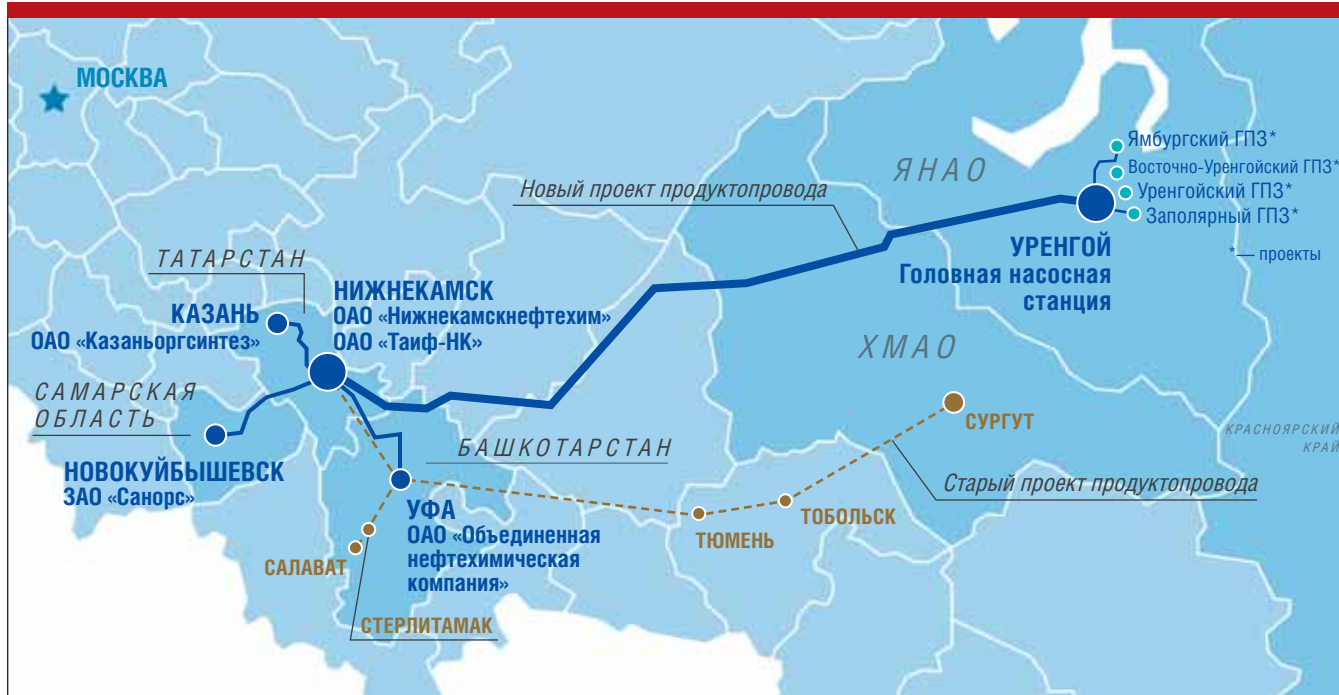 МОСКВА
Ямбургский ГПЗ*
Восточно-Уренгойский ГПЗ*
Уренгойский ГПЗ*
Заполярный ГПЗ*
*— проекты
ЯНАО
Новый проект продуктопровода
УРЕНГОЙ
Головная насосная
станция
ТАТАРСТАН
КАЗАНЬ
ОАО «Казаньоргсинтез»
НИЖНЕКАМСК
ОАО «Нижнекамскнефтехим»
ОАО «Таиф-НК»
ХМАО
САМАРСКАЯ
ОБЛАСТЬ
СУРГУТ
КРАСНОЯРСКИЙ
КРАЙ
БАШКОТАРСТАН
НОВОКУЙБЫШЕВСК
ЗАО «Санорс»
Старый проект продуктопровода
УФА
ОАО «Объединенная
нефтехимическая
компания»
ТОБОЛЬСК
ТЮМЕНЬ
САЛАВАТ
СТЕРЛИТАМАК